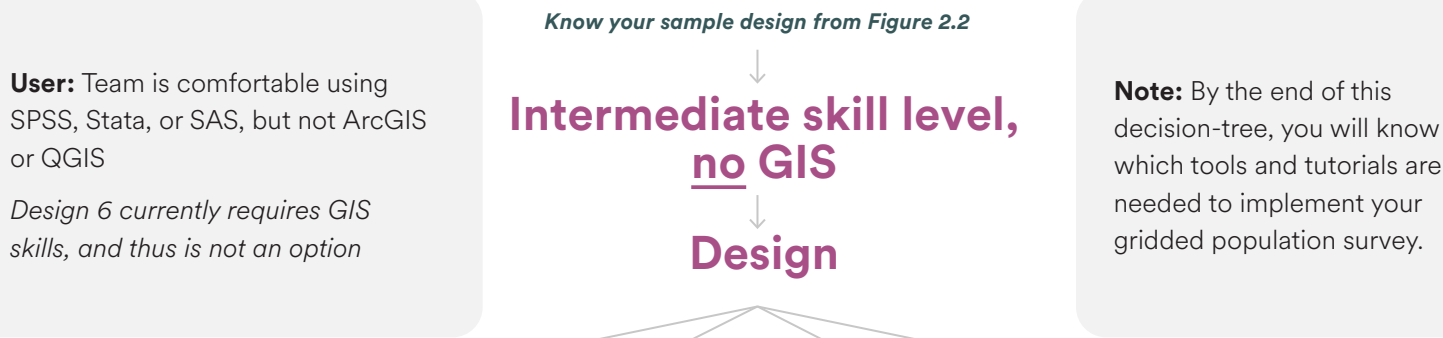 User: Team is comfortable using
SPSS, Stata, or SAS, but not ArcGIS
or QGIS
Design 6 currently requires GIS
skills, and thus is not an option
Know your sample design from Figure 2.2
Intermediate skill level,
no GIS
Design
Note: By the end of this
decision-tree, you will know
which tools and tutorials are
needed to implement your
gridded population survey.